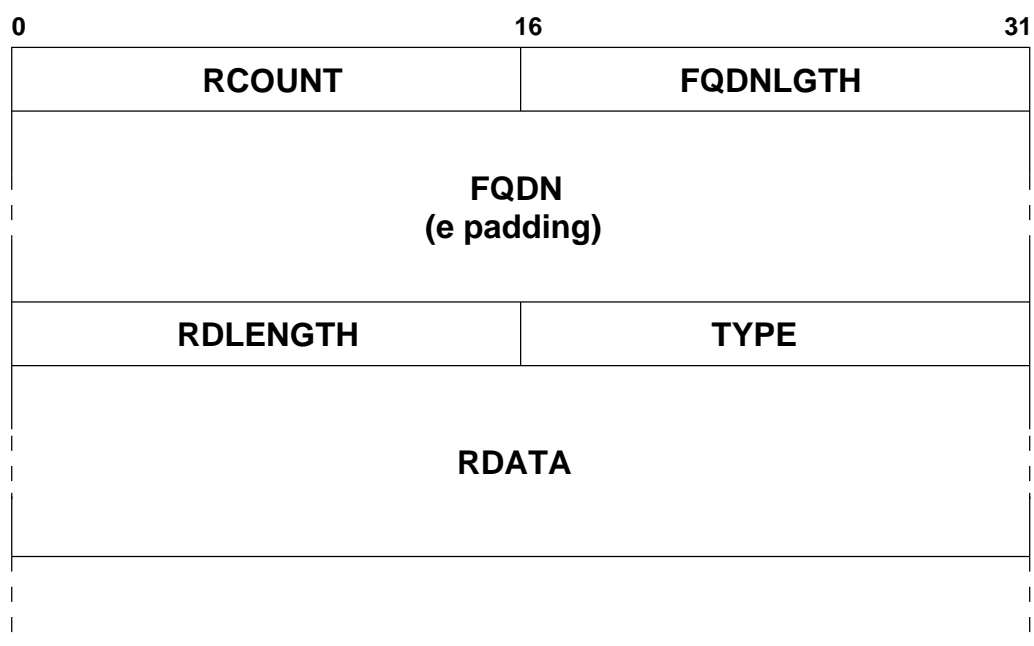 0 16 31
RCOUNT FQDNLGTH
FQDN
(e padding)
RDLENGTH TYPE
RDATA